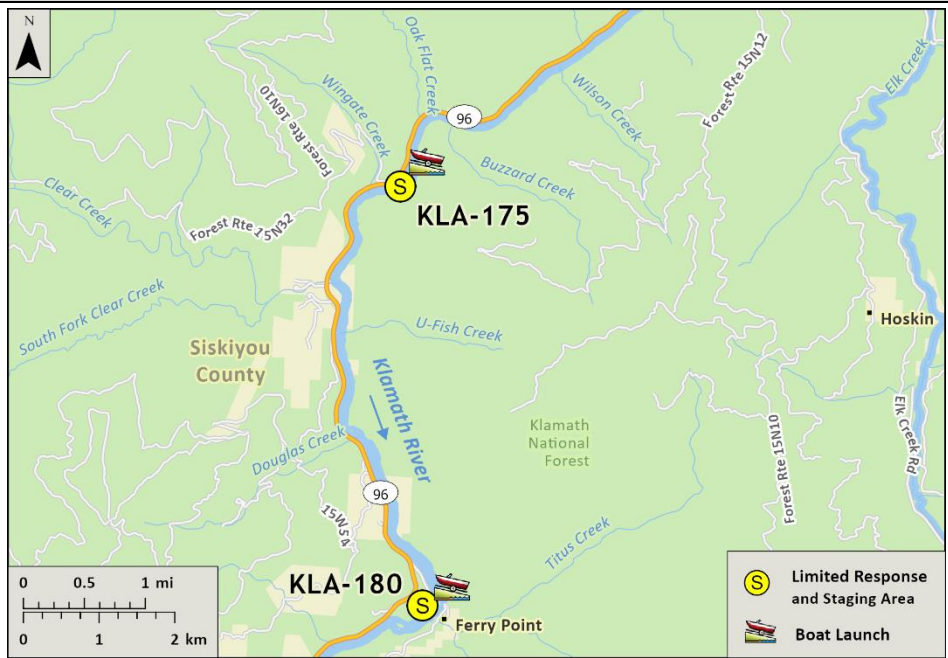 N
Oak Flat Creek
Forest Rte 15N12
Elk Creek
Wingate Creek
Wilson Creek
Forest Rte 16N10
96
Buzzard Creek
S
KLA-175
Clear Creek
Forest Rte 15N32
South Fork Clear Creek
U-Fish Creek
Hoskin
Siskiyou
County
Klamath River
Klamath
National
Forest
Elk Creek Rd
Forest Rte 15N10
Douglas Creek
96
15W54
Titus Creek
KLA-180
S
Ferry Point
0 0.5 1 mi
0 1 2 km
S Limited Response
and Staging Area
Boat Launch